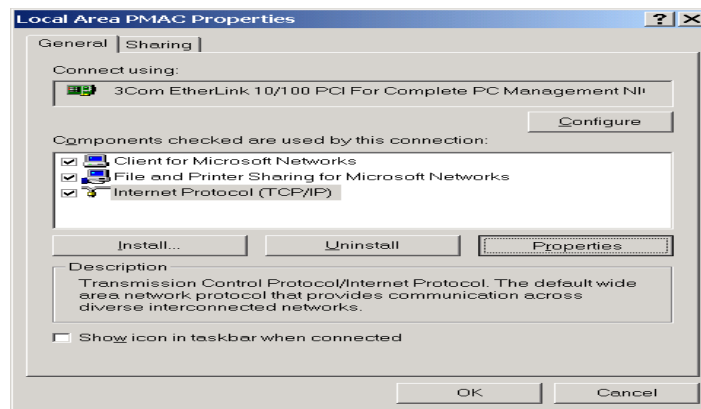 Local Area PMAC Properties
General
Sharing
Connect using:
3Com EtherLink 10/100 PCI For Complete PC Management NI
Configure
Components checked are used by this connection:
Client for Microsoft Networks
File and Printer Sharing for Microsoft Networks
Internet Protocol (TCP/IP)
Install...
Uninstall
Properties
Description
Transmission Control Protocol/Internet Protocol. The default wide
area network protocol that provides communication across
diverse interconnected networks.
Show icon in taskbar when connected
OK
Cancel